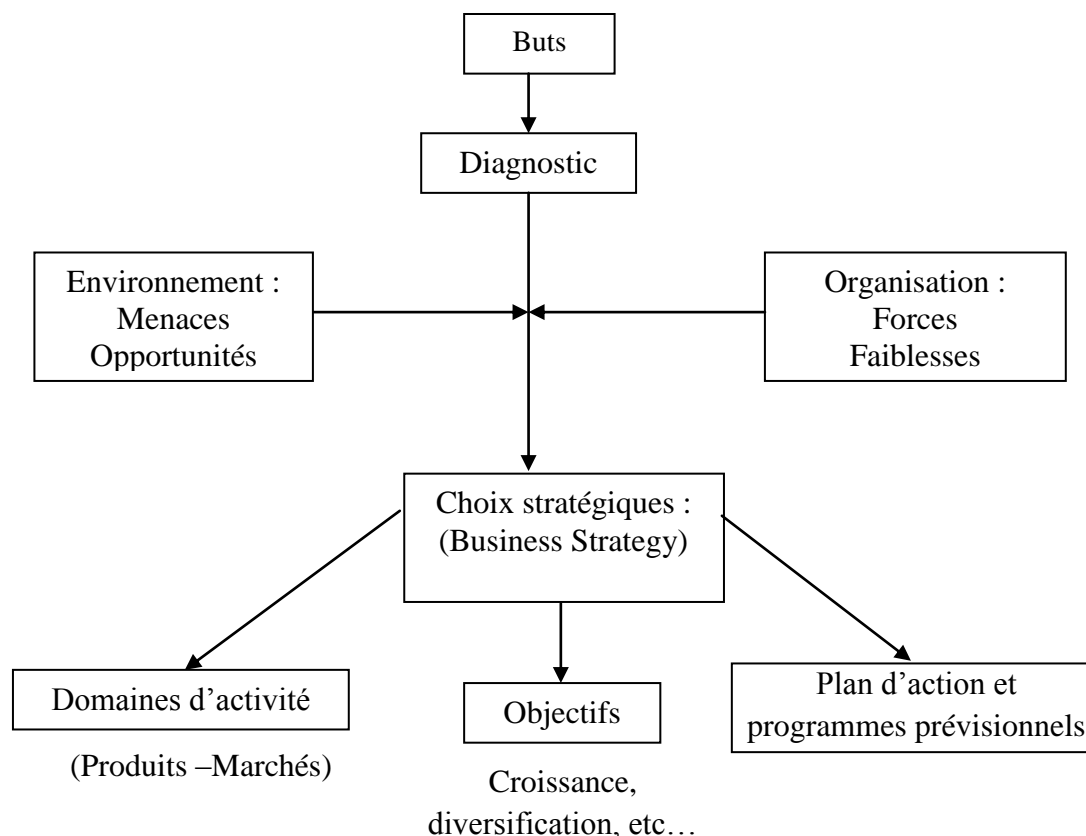 Buts
Diagnostic
Environnement :
Menaces
Opportunités
Organisation :
Forces
Faiblesses
Choix stratégiques :
(Business Strategy)
Domaines d’activité
(Produits –Marchés)
Objectifs
Croissance,
diversification, etc…
Plan d’action et
programmes prévisionnels